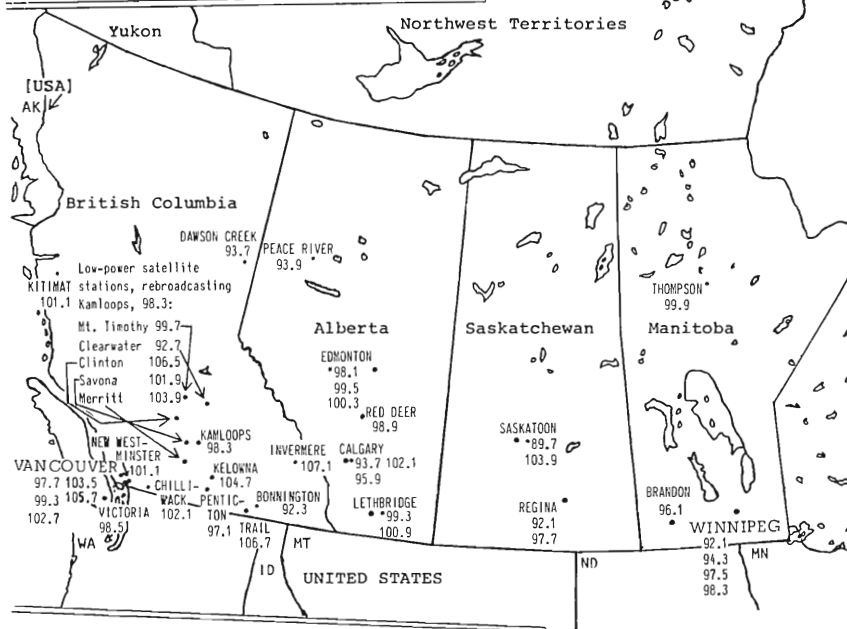 Yukon
Northwest Territories
[USA]
AK
British Columbia
DAWSON CREEK
93.7
PEACE RIVER
93.9
Low-power satellite
stations, rebroadcasting
Kamloops, 98.3:
KITIMAT
101.1
Mt. Timothy 99.7
Clearwater 92.7
Clinton 106.5
Savona 101.9
Merritt 103.9
THOMPSON
99.9
Alberta
Saskatchewan
Manitoba
EDMONTON
98.1
99.5
100.3
RED DEER
98.9
NEW WEST-
MINSTER
101.1
KAMLOOPS
98.3
INVERMERE
107.1
CALGARY
93.7 102.1
95.9
SASKATOON
89.7
103.9
VANCOUVER
97.7 103.5
99.3 105.7
102.7
KELOWNA
104.7
CHILLI-
WACK
102.1
PENTIC-
TON
97.1
BONNINGTON
92.3
VICTORIA
98.5
TRAIL
106.7
LETHBRIDGE
99.3
100.9
REGINA
92.1
97.7
BRANDON
96.1
WINNIPEG
92.1
94.3
97.5
98.3
WA
ID
MT
UNITED STATES
ND
MN